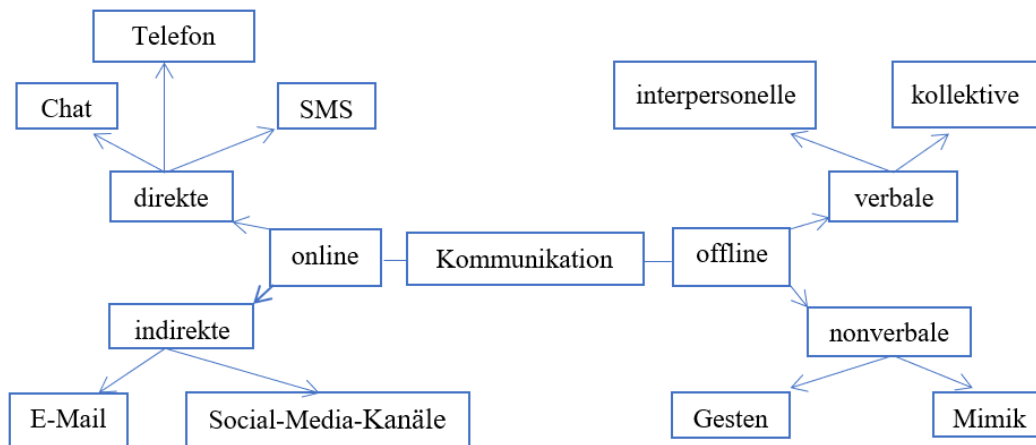 Telefon
Chat
SMS
interpersonelle
kollektive
direkte
verbale
online
Kommunikation
offline
indirekte
nonverbale
E-Mail
Social-Media-Kanäle
Gesten
Mimik